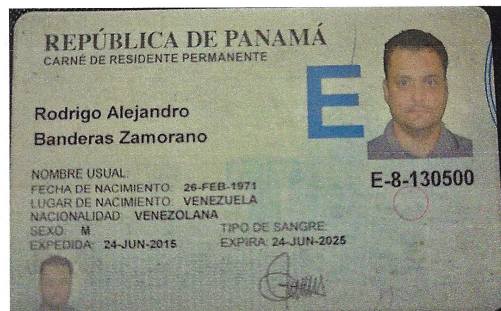 REPÚBLICA DE PANAMÁ
CARNÉ DE RESIDENTE PERMANENTE
E
Rodrigo Alejandro
Banderas Zamorano
E-8-130500
NOMBRE USUAL:
FECHA DE NACIMIENTO: 26-FEB-1971
LUGAR DE NACIMIENTO: VENEZUELA
NACIONALIDAD: VENEZOLANA
SEXO: M TIPO DE SANGRE:
EXPEDIDA: 24-JUN-2015 EXPIRA: 24-JUN-2025